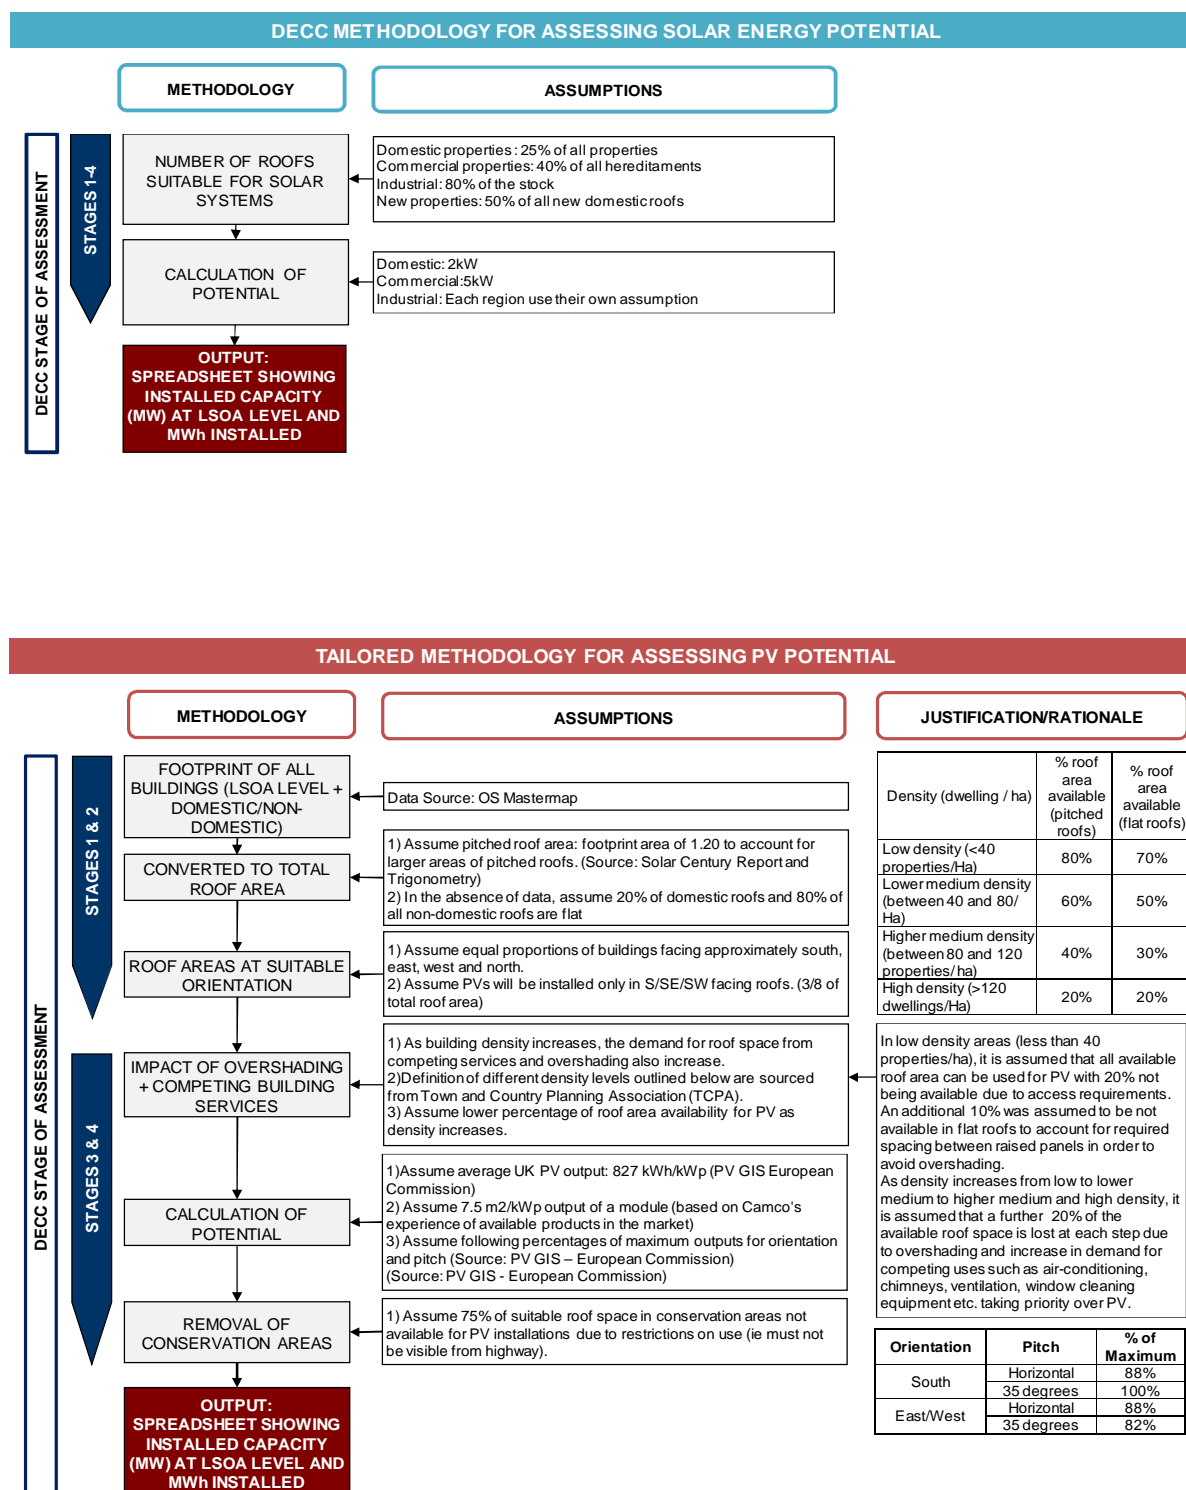 DECC METHODOLOGY FOR ASSESSING SOLAR ENERGY POTENTIAL
METHODOLOGY
ASSUMPTIONS
DECC STAGE OF ASSESSMENT
STAGES 1-4
NUMBER OF ROOFS
SUITABLE FOR SOLAR
SYSTEMS
Domestic properties: 25% of all properties
Commercial properties: 40% of all hereditaments
Industrial: 80% of the stock
New properties: 50% of all new domestic roofs
CALCULATION OF
POTENTIAL
Domestic: 2kW
Commercial:5kW
Industrial: Each region use their own assumption
OUTPUT:
SPREADSHEET SHOWING
INSTALLED CAPACITY
(MW) AT LSOA LEVEL AND
MWh INSTALLED
TAILORED METHODOLOGY FOR ASSESSING PV POTENTIAL
METHODOLOGY
ASSUMPTIONS
JUSTIFICATION/RATIONALE
DECC STAGE OF ASSESSMENT
STAGES 1 & 2
FOOTPRINT OF ALL
BUILDINGS (LSOA LEVEL +
DOMESTIC/NON-
DOMESTIC)
Data Source: OS Mastermap
CONVERTED TO TOTAL
ROOF AREA
1) Assume pitched roof area: footprint area of 1.20 to account for
larger areas of pitched roofs. (Source: Solar Century Report and
Trigonometry)
2) In the absence of data, assume 20% of domestic roofs and 80% of
all non-domestic roofs are flat
ROOF AREAS AT SUITABLE
ORIENTATION
1) Assume equal proportions of buildings facing approximately south,
east, west and north.
2) Assume PVs will be installed only in S/SE/SW facing roofs. (3/8 of
total roof area)
STAGES 3 & 4
IMPACT OF OVERSHADING
+ COMPETING BUILDING
SERVICES
1) As building density increases, the demand for roof space from
competing services and overshading also increase.
2)Definition of different density levels outlined below are sourced
from Town and Country Planning Association (TCPA).
3) Assume lower percentage of roof area availability for PV as
density increases.
CALCULATION OF
POTENTIAL
1)Assume average UK PV output: 827 kWh/kWp (PV GIS European
Commission)
2) Assume 7.5 m2/kWp output of a module (based on Camco's
experience of available products in the market)
3) Assume following percentages of maximum outputs for orientation
and pitch (Source: PV GIS – European Commission)
(Source: PV GIS - European Commission)
REMOVAL OF
CONSERVATION AREAS
1) Assume 75% of suitable roof space in conservation areas not
available for PV installations due to restrictions on use (ie must not
be visible from highway).
OUTPUT:
SPREADSHEET SHOWING
INSTALLED CAPACITY
(MW) AT LSOA LEVEL AND
MWh INSTALLED
Density (dwelling / ha)
% roof
area
available
(pitched
roofs)
% roof
area
available
(flat roofs)
Low density (<40
properties/Ha)
80%
70%
Lower medium density
(between 40 and 80/
Ha)
60%
50%
Higher medium density
(between 80 and 120
properties/ha)
40%
30%
High density (>120
dwellings/Ha)
20%
20%
In low density areas (less than 40
properties/ha), it is assumed that all available
roof area can be used for PV with 20% not
being available due to access requirements.
An additional 10% was assumed to be not
available in flat roofs to account for required
spacing between raised panels in order to
avoid overshading.
As density increases from low to lower
medium to higher medium and high density, it
is assumed that a further 20% of the
available roof space is lost at each step due
to overshading and increase in demand for
competing uses such as air-conditioning,
chimneys, ventilation, window cleaning
equipment etc. taking priority over PV.
Orientation
Pitch
% of
Maximum
South
Horizontal
88%
35 degrees
100%
East/West
Horizontal
88%
35 degrees
82%